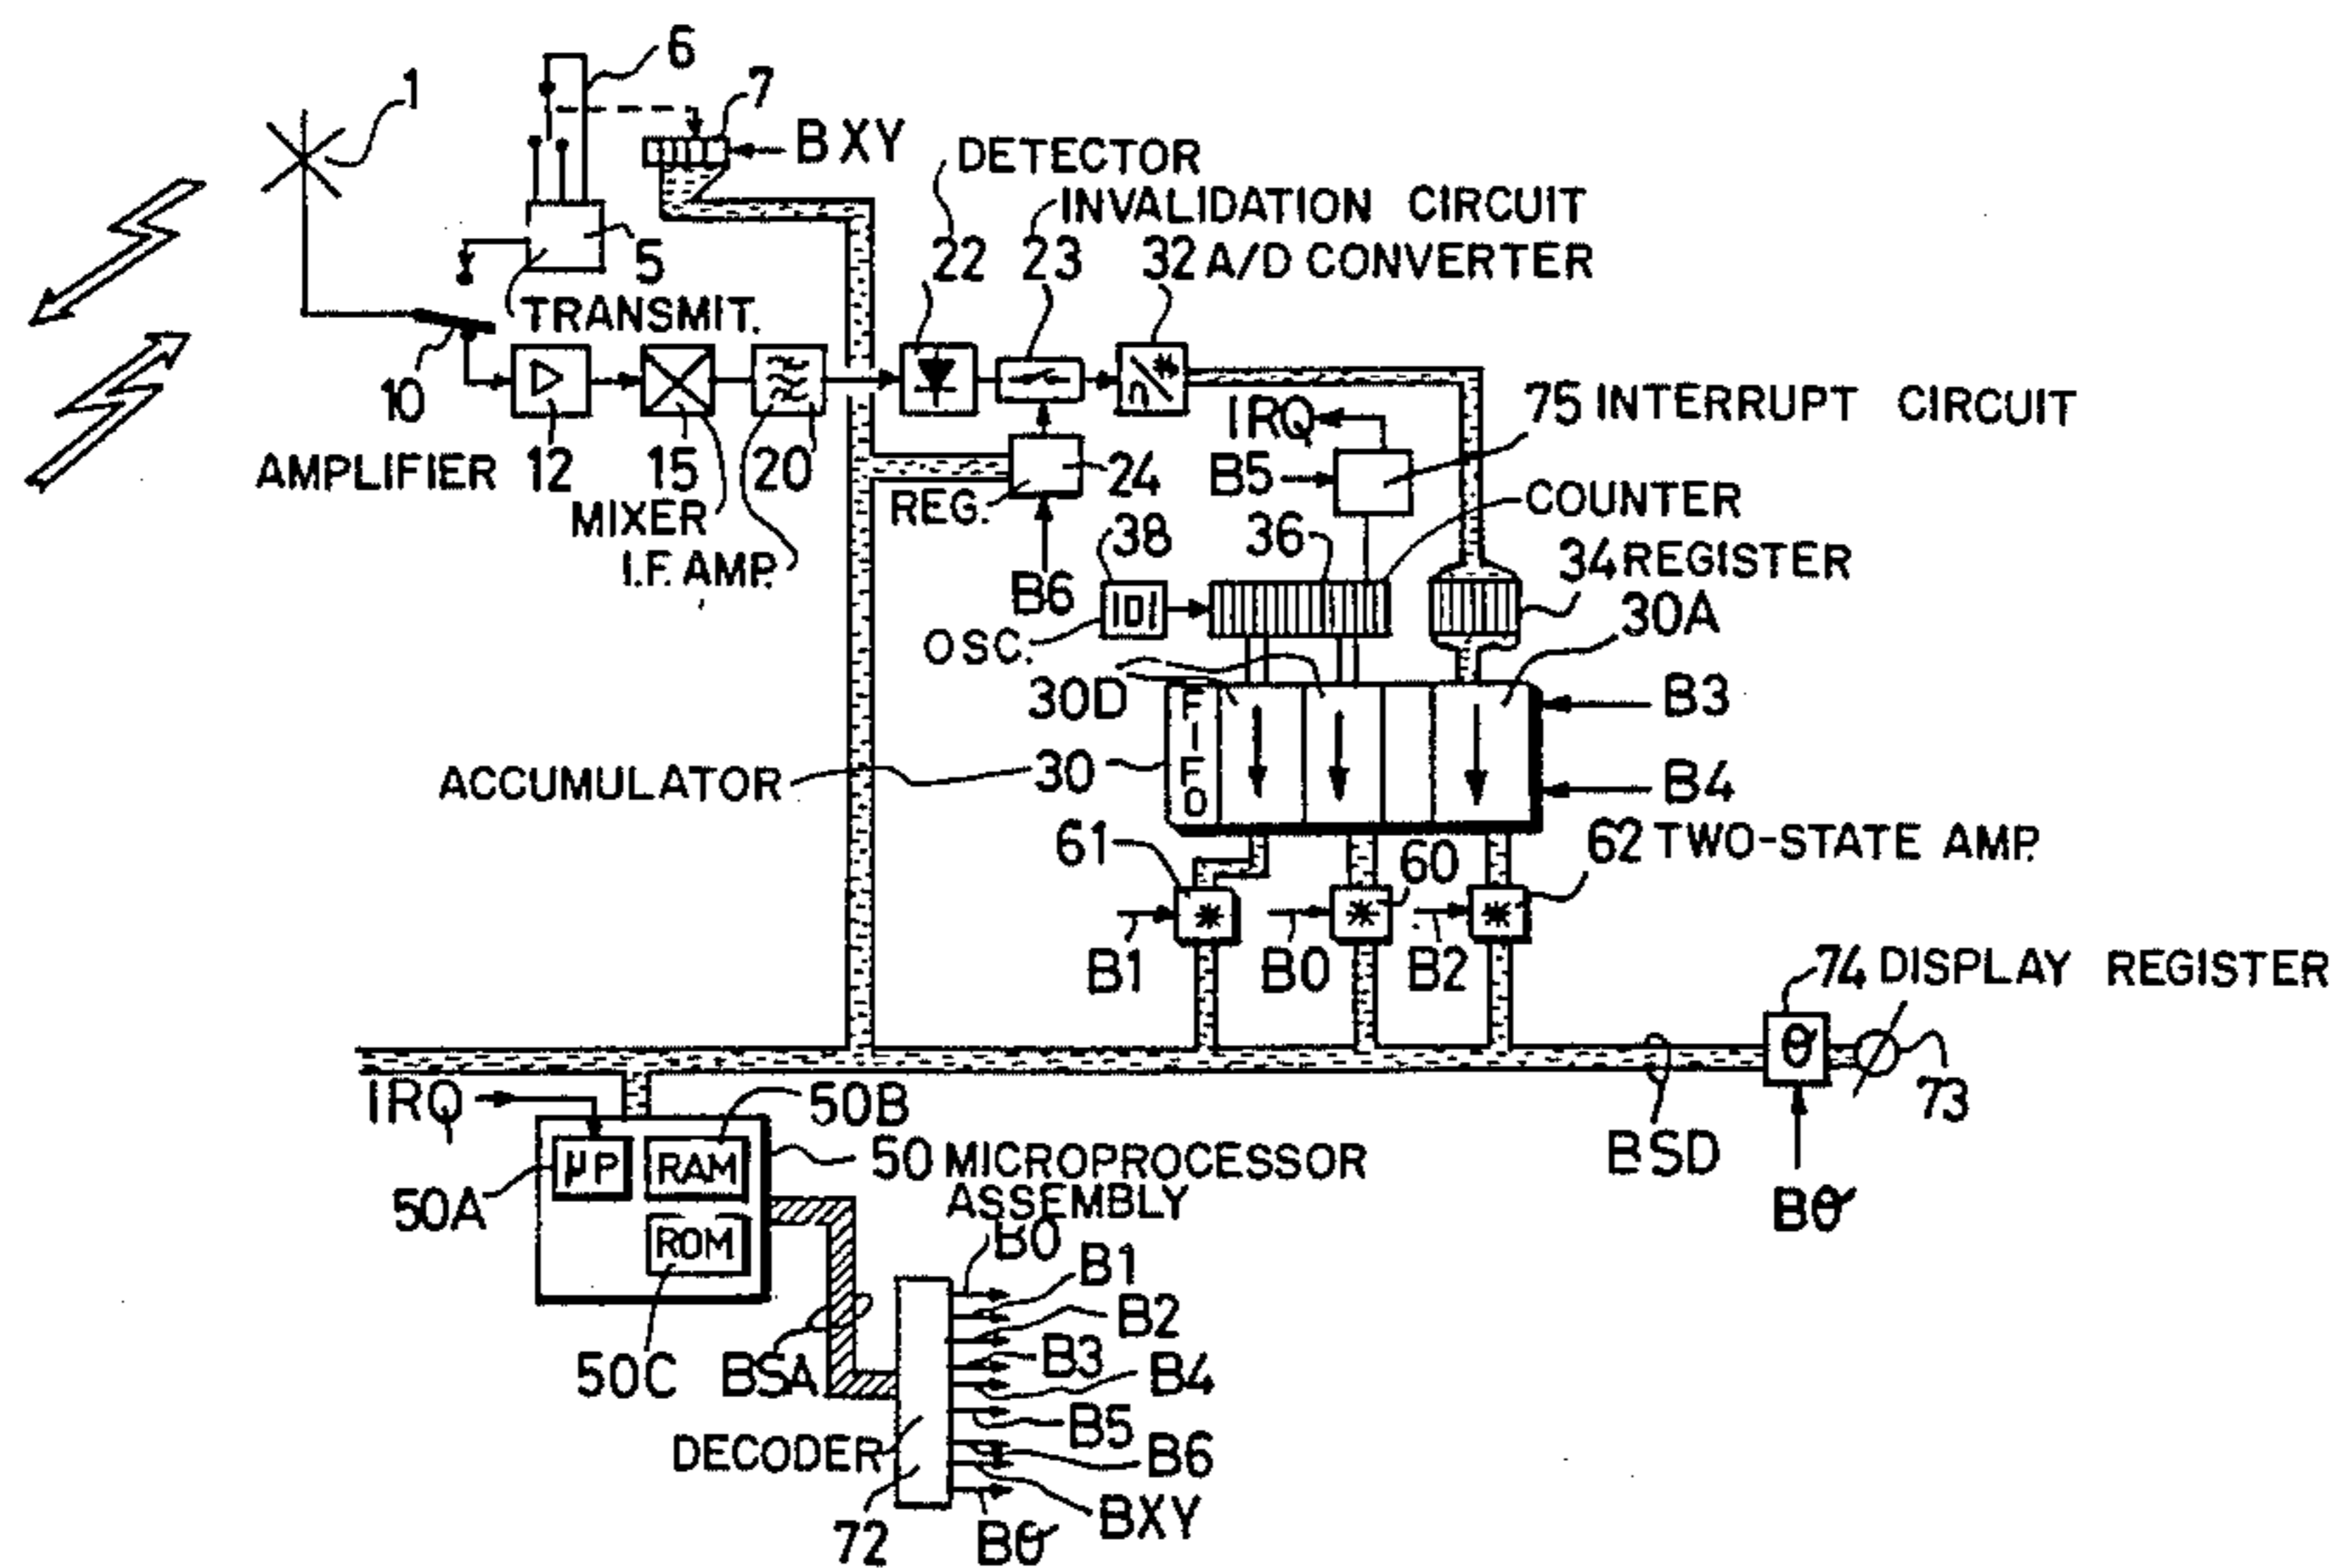 6
1
7
BXY
DETECTOR
INVALIDATION CIRCUIT
5
22
23
32 A/D CONVERTER
TRANSMIT.
10
AMPLIFIER
12
15
20
MIXER
I.F. AMP.
REG.
24
B6
IRQ
B5
75 INTERRUPT CIRCUIT
COUNTER
38
36
34 REGISTER
OSC.
101
30A
30D
FIFO
B3
ACCUMULATOR
30
B4
61
60
62 TWO-STATE AMP.
*
*
*
B1
B0
B2
74 DISPLAY REGISTER
θ
73
BSD
Bθ
IRQ
50B
μP
RAM
50 MICROPROCESSOR
ASSEMBLY
50A
ROM
50C
BSA
B0
B1
B2
B3
B4
B5
B6
BXY
Bθ
DECODER
72